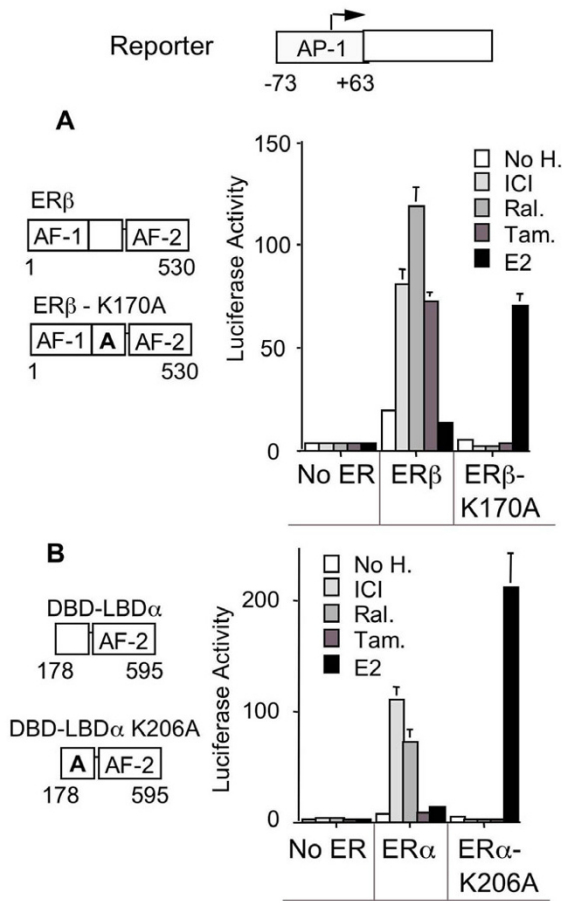 Reporter
AP-1
-73 +63
A
ERβ
AF-1 AF-2
1 530
ERβ - K170A
AF-1 A AF-2
1 530
Luciferase Activity
150
100
50
0
No H.
ICI
Ral.
Tam.
E2
No ER ERβ ERβ-
K170A
B
DBD-LBDα
AF-2
178 595
DBD-LBDα K206A
A AF-2
178 595
Luciferase Activity
200
100
0
No H.
ICI
Ral.
Tam.
E2
No ER ERα ERα-
K206A